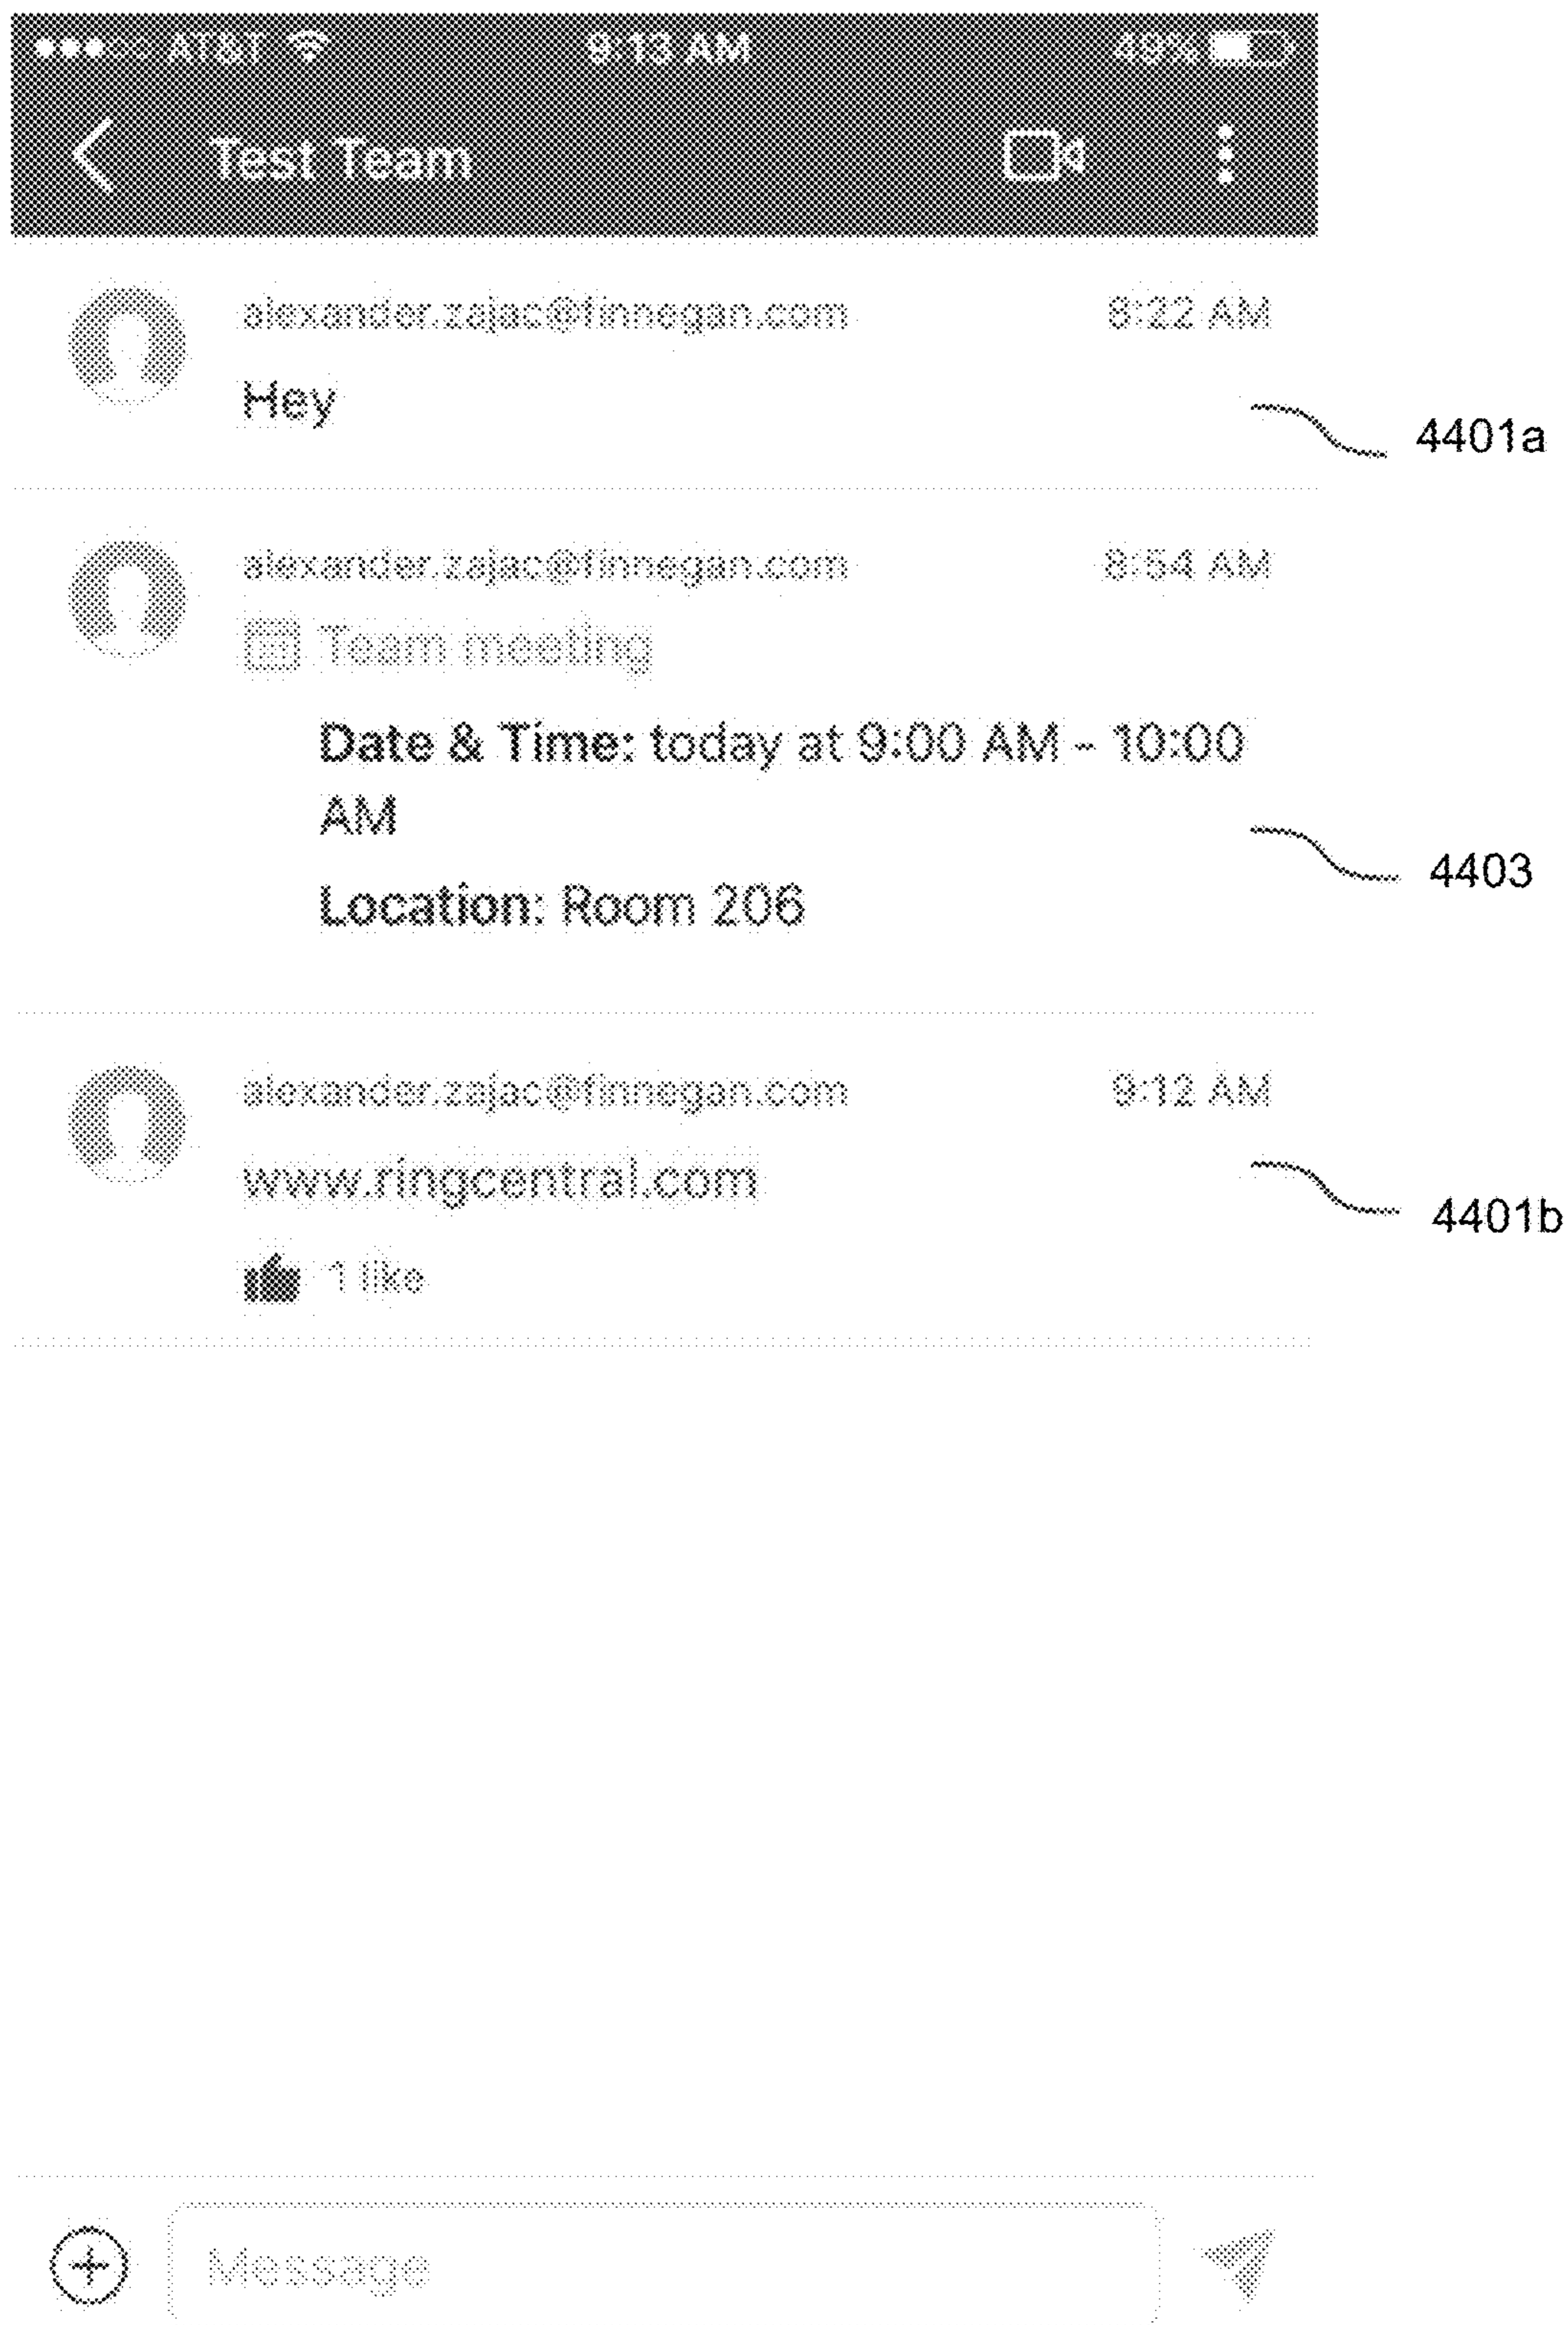 AT&T 9:13 AM 49%
Test Team
alexander.zajac@finnegan.com 8:22 AM
Hey
4401a
alexander.zajac@finnegan.com 8:54 AM
Team meeting
Date & Time: today at 9:00 AM - 10:00
AM
4403
Location: Room 206
alexander.zajac@finnegan.com 9:12 AM
www.ringcentral.com
4401b
1 like
Message